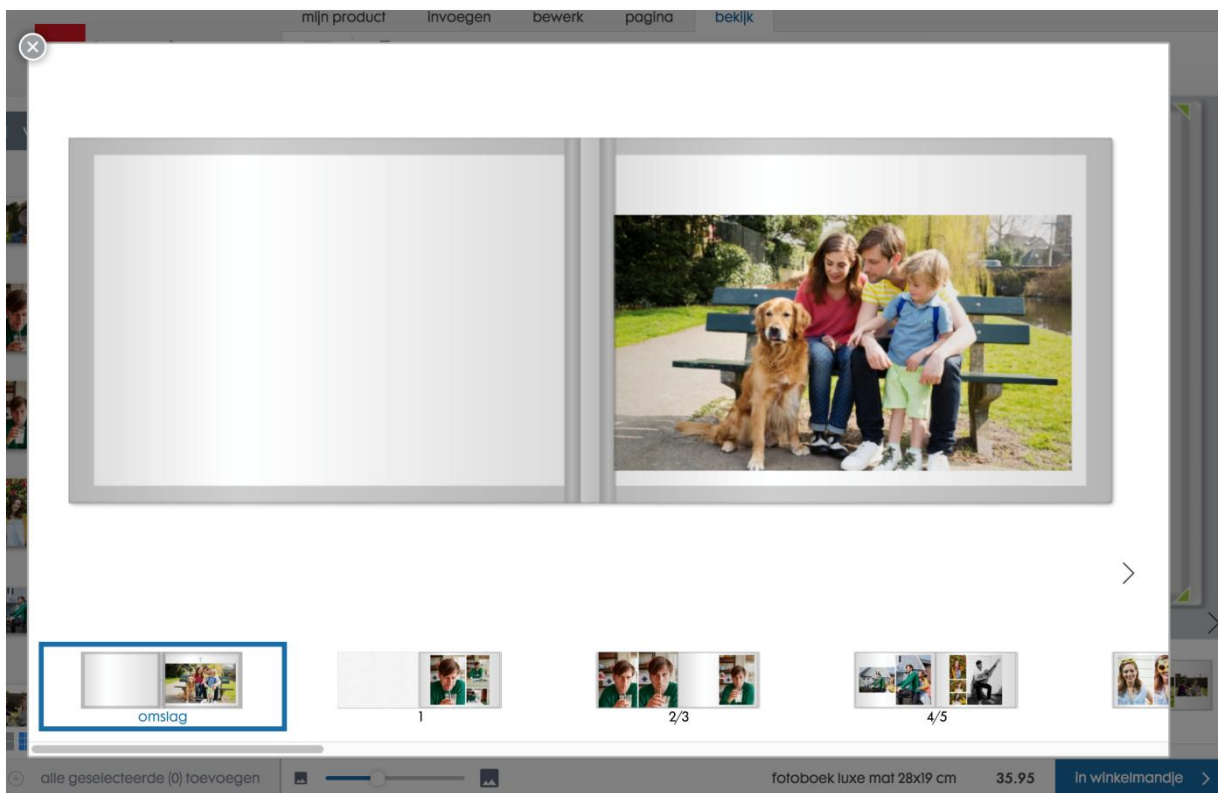 mijn product invoegen bewerk pagina bekijk
omslag 1 2/3 4/5
alle geselecteerde (0) toevoegen fotoboek luxe mat 28x19 cm 35.95 in winkelmandje